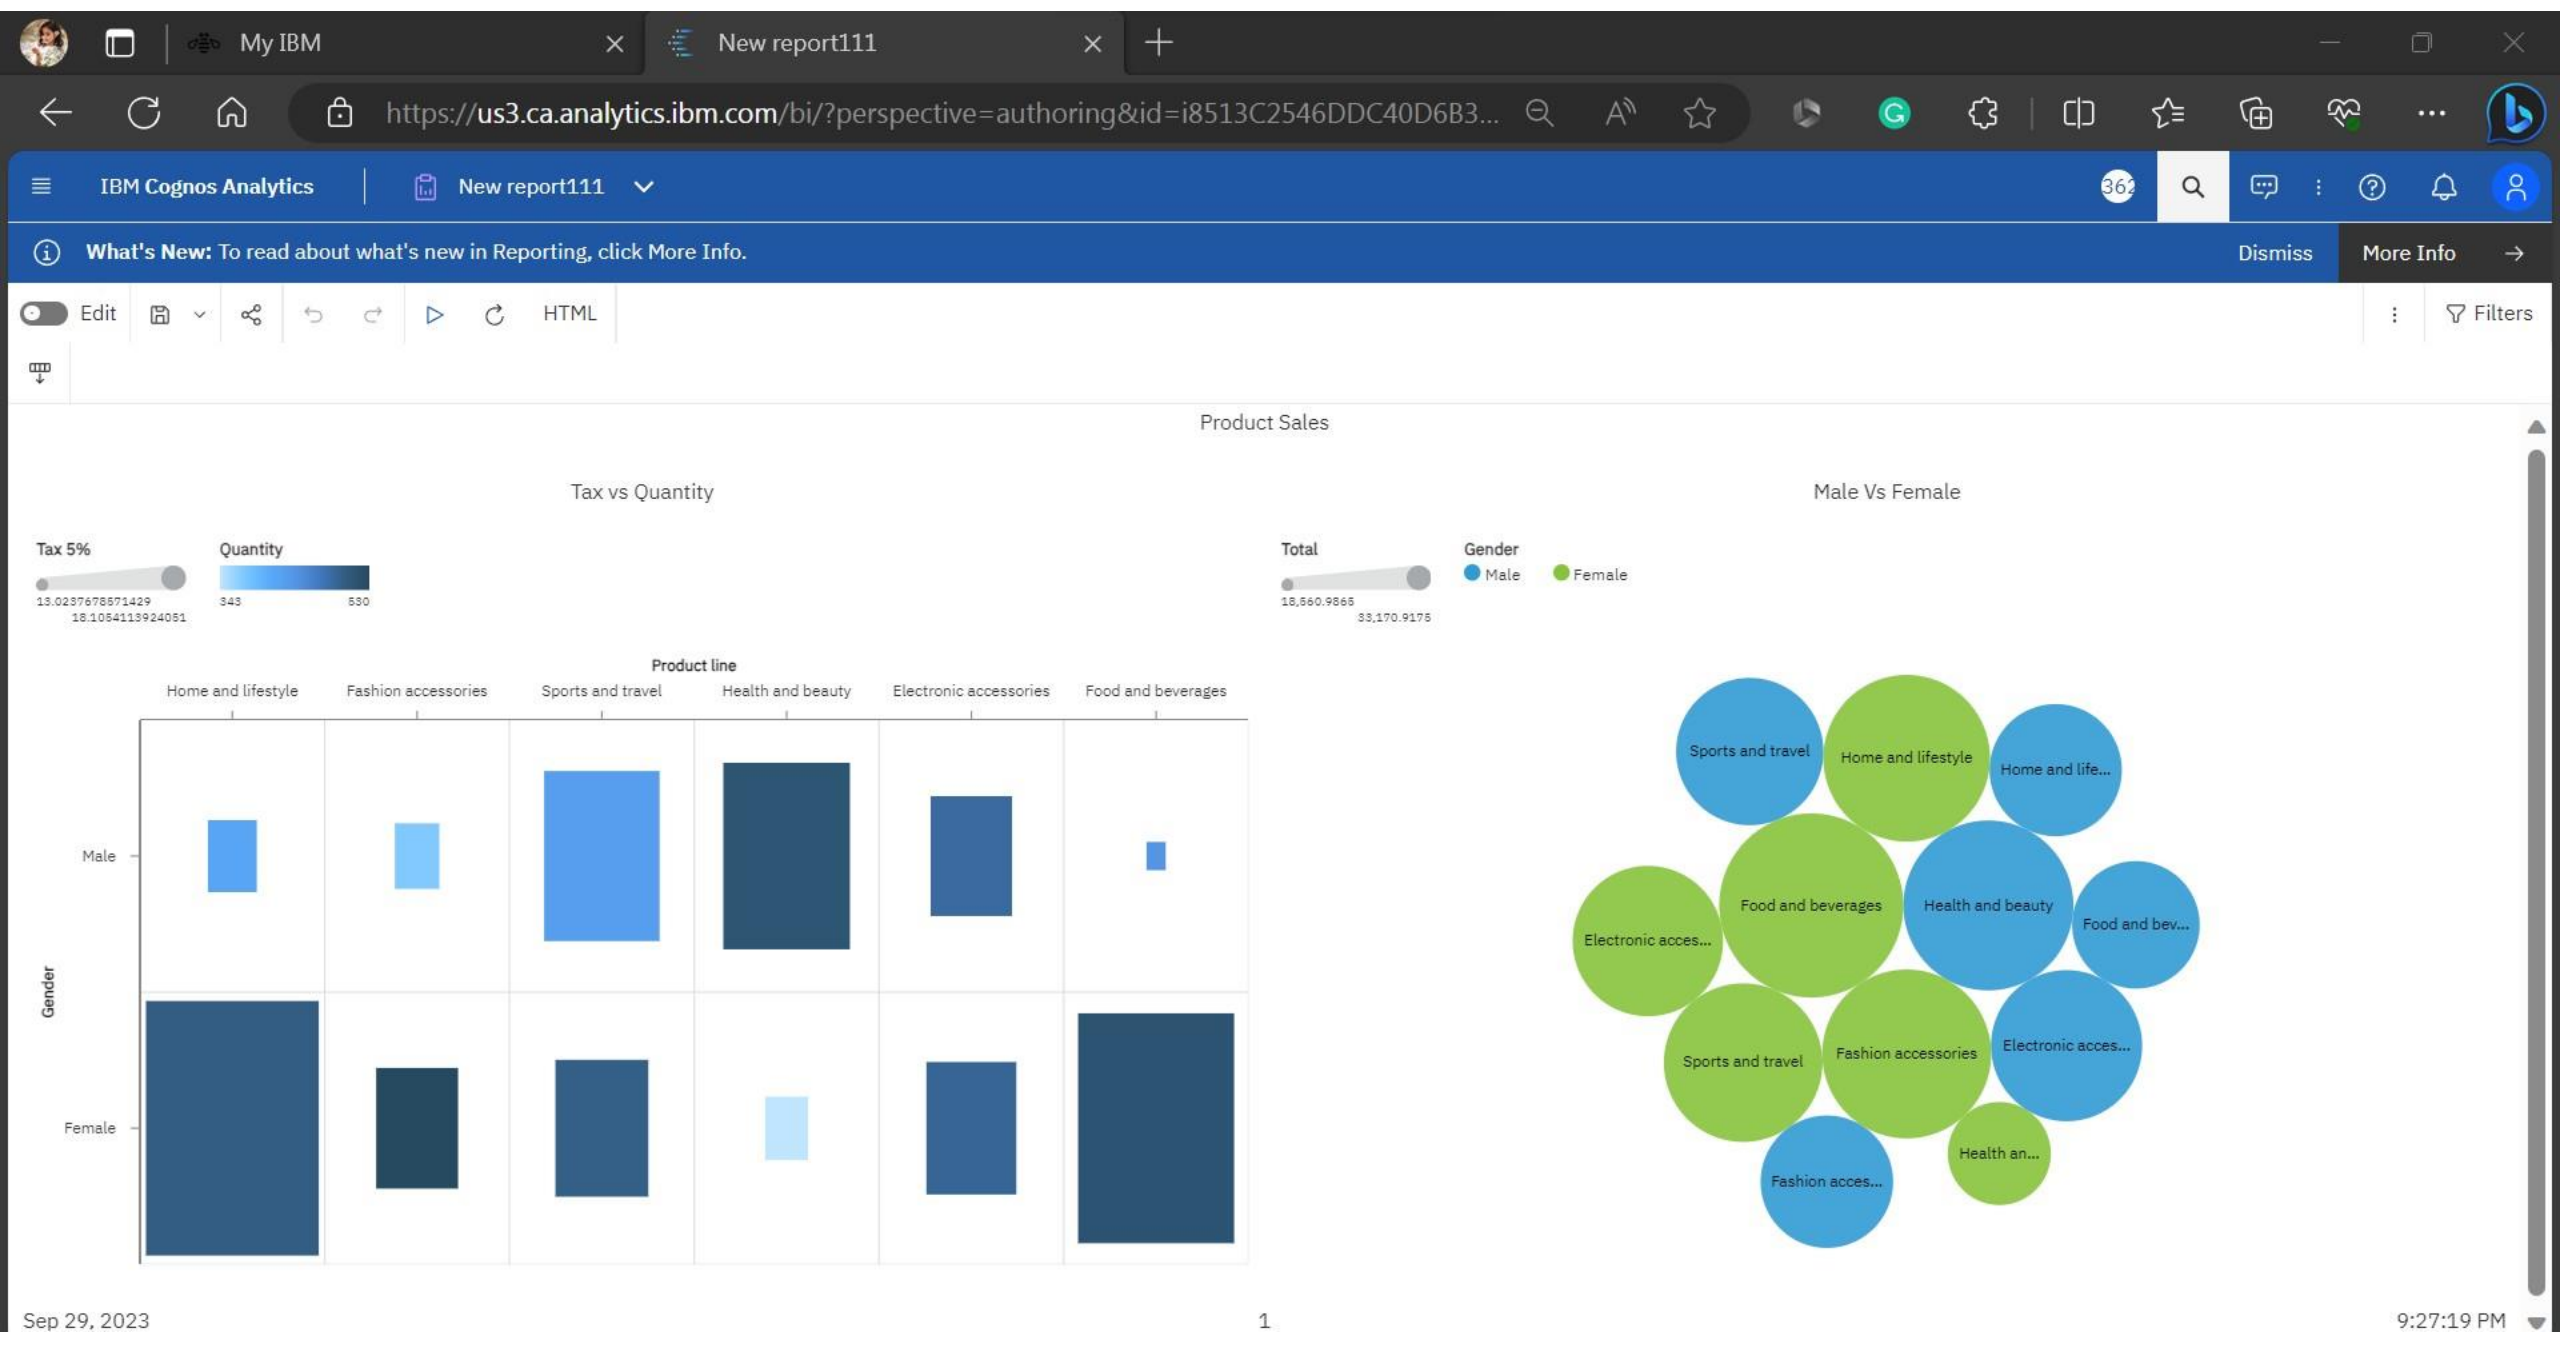 My IBM
New report111
https://us3.ca.analytics.ibm.com/bi/?perspective=authoring&id=i8513C2546DDC40D6B3...
IBM Cognos Analytics
New report111
362
What's New: To read about what's new in Reporting, click More Info.
Dismiss
More Info
Edit
HTML
Filters
Product Sales
Tax vs Quantity
Male Vs Female
Tax 5%
13.0237678571429
18.1054113924051
Quantity
343
530
Total
18,560.9865
33,170.9175
Gender
Male
Female
Product line
Home and lifestyle
Fashion accessories
Sports and travel
Health and beauty
Electronic accessories
Food and beverages
Gender
Male
Female
Sports and travel
Home and lifestyle
Home and life...
Food and beverages
Health and beauty
Food and bev...
Electronic acces...
Sports and travel
Fashion accessories
Electronic acces...
Health an...
Fashion acces...
Sep 29, 2023
1
9:27:19 PM